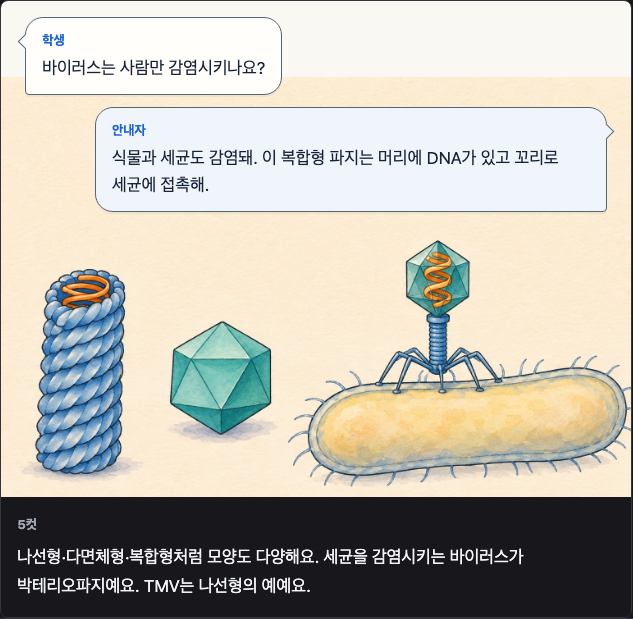 학생
바이러스는 사람만 감염시키나요?
안내자
식물과 세균도 감염돼. 이 복합형 파지는 머리에 DNA가 있고 꼬리로
세균에 접촉해.
5컷
나선형·다면체형·복합형처럼 모양도 다양해요. 세균을 감염시키는 바이러스가
박테리오파지예요. TMV는 나선형의 예예요.